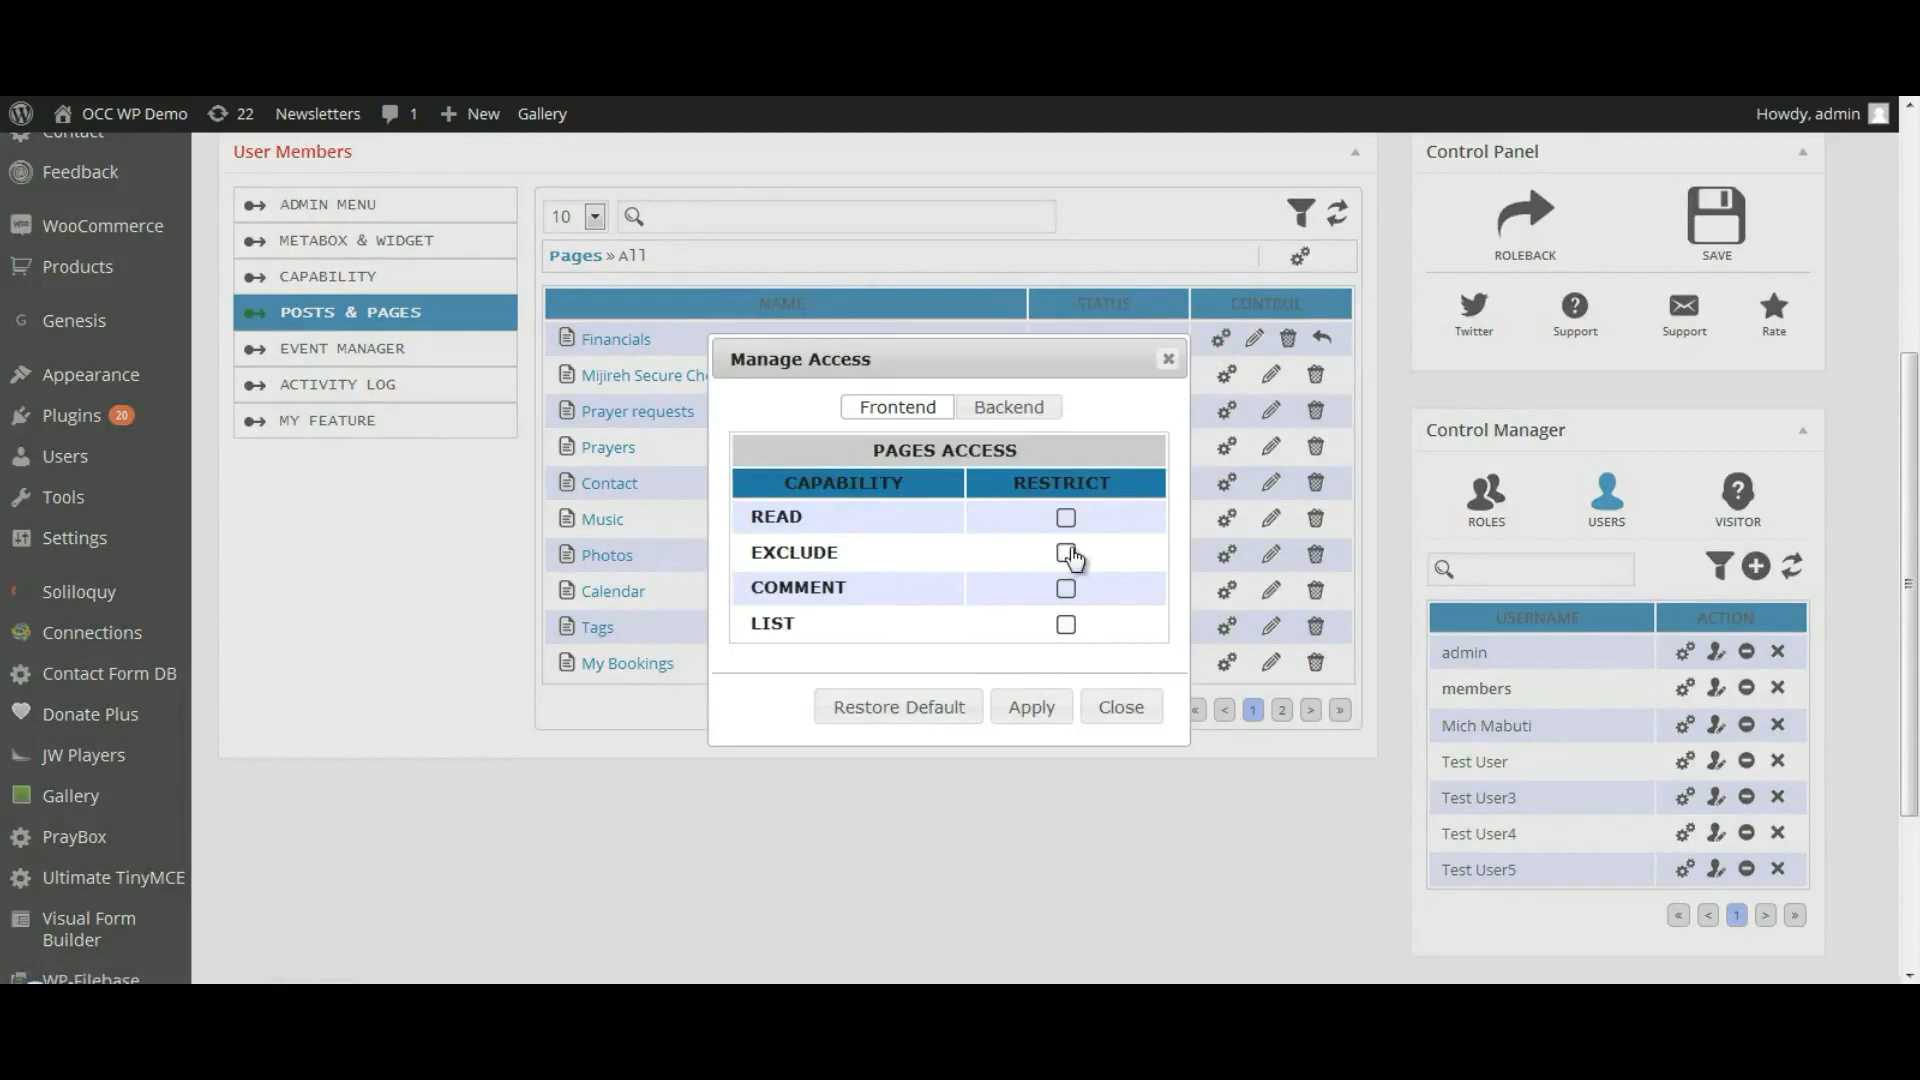 OCC WP Demo
22
Newsletters
1
New
Gallery
Howdy, admin
Contact
Feedback
WooCommerce
Products
G Genesis
Appearance
Plugins 20
Users
Tools
Settings
Soliloquy
Connections
Contact Form DB
Donate Plus
JW Players
Gallery
PrayBox
Ultimate TinyMCE
Visual Form
Builder
WP-Filebase
User Members
ADMIN MENU
METABOX & WIDGET
CAPABILITY
POSTS & PAGES
EVENT MANAGER
ACTIVITY LOG
MY FEATURE
10
Pages » All
NAME STATUS CONTROL
Financials
Mijireh Secure Ch
Prayer requests
Prayers
Contact
Music
Photos
Calendar
Tags
My Bookings
« < 1 2 > »
Manage Access
Frontend Backend
PAGES ACCESS
CAPABILITY RESTRICT
READ
EXCLUDE
COMMENT
LIST
Restore Default Apply Close
Control Panel
ROLEBACK SAVE
Twitter Support Support Rate
Control Manager
ROLES USERS VISITOR
USERNAME ACTION
admin
members
Mich Mabuti
Test User
Test User3
Test User4
Test User5
« < 1 > »